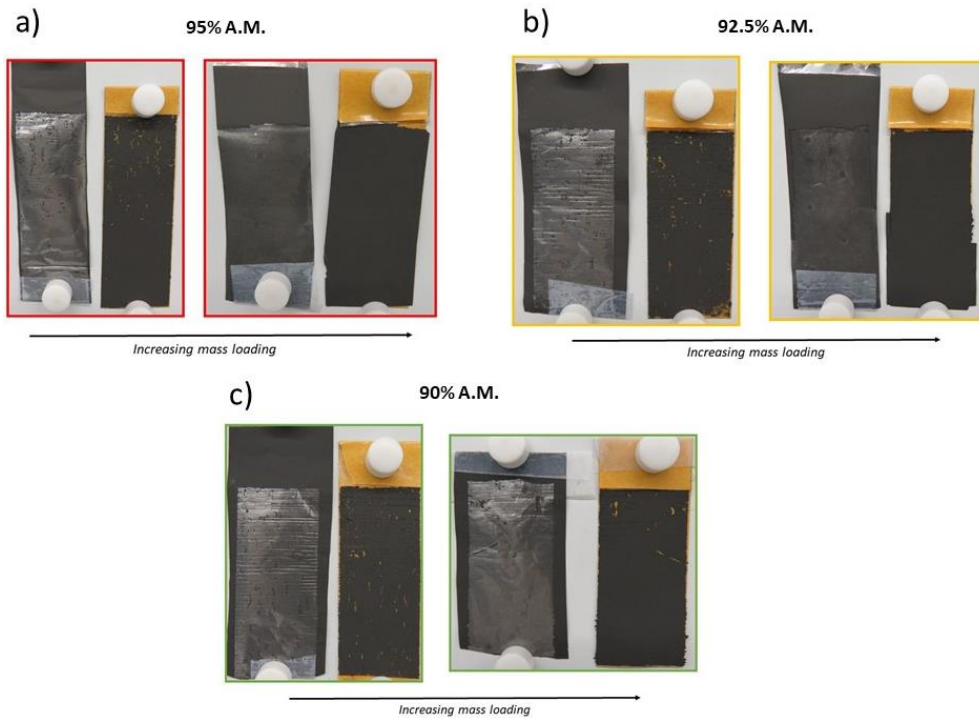 a)
95% A.M.
Increasing mass loading
b)
92.5% A.M.
Increasing mass loading
c)
90% A.M.
Increasing mass loading